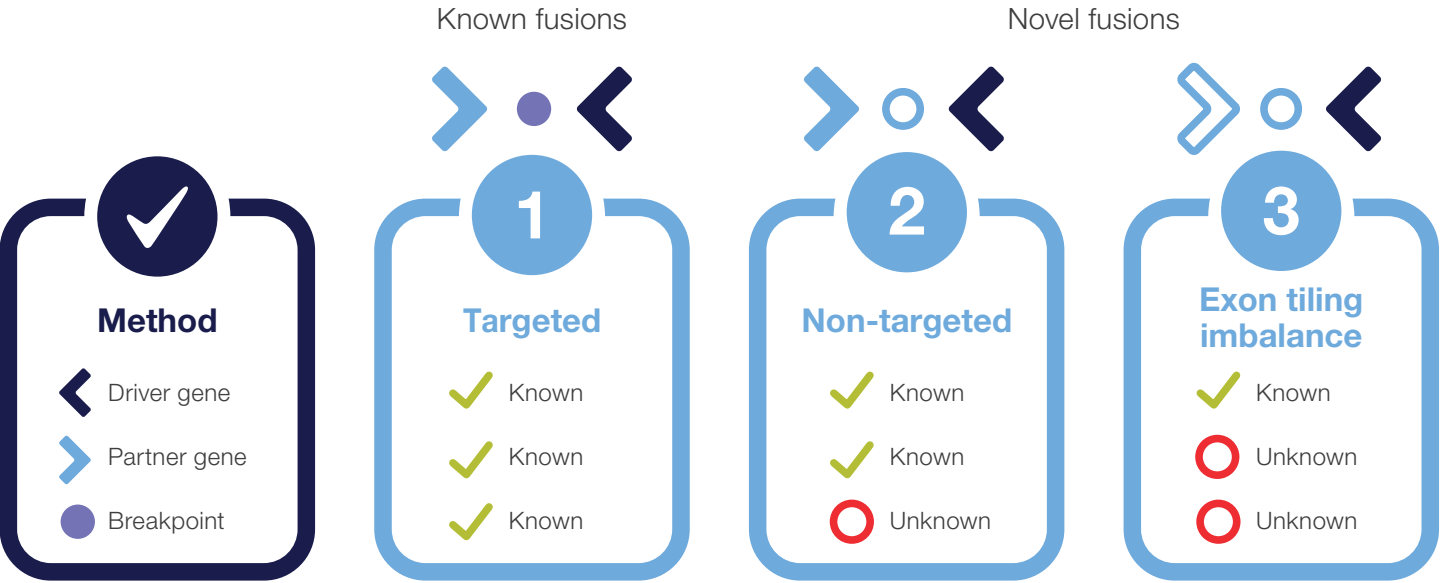 Known fusions
Novel fusions
Method
Driver gene
Partner gene
Breakpoint
1
Targeted
Known
Known
Known
2
Non-targeted
Known
Known
Unknown
3
Exon tiling
imbalance
Known
Unknown
Unknown